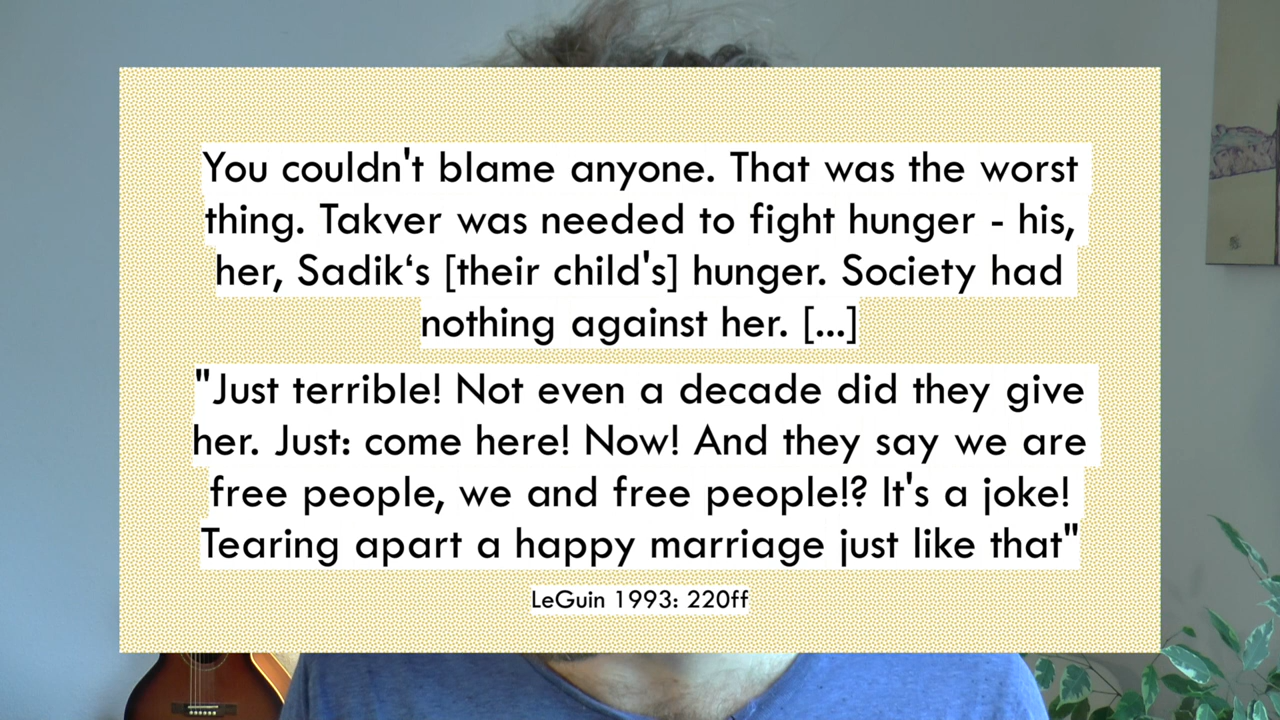 You couldn't blame anyone. That was the worst
thing. Takver was needed to fight hunger - his,
her, Sadik‘s [their child's] hunger. Society had
nothing against her. [...]
"Just terrible! Not even a decade did they give
her. Just: come here! Now! And they say we are
free people, we and free people!? It's a joke!
Tearing apart a happy marriage just like that"
LeGuin 1993: 220ff